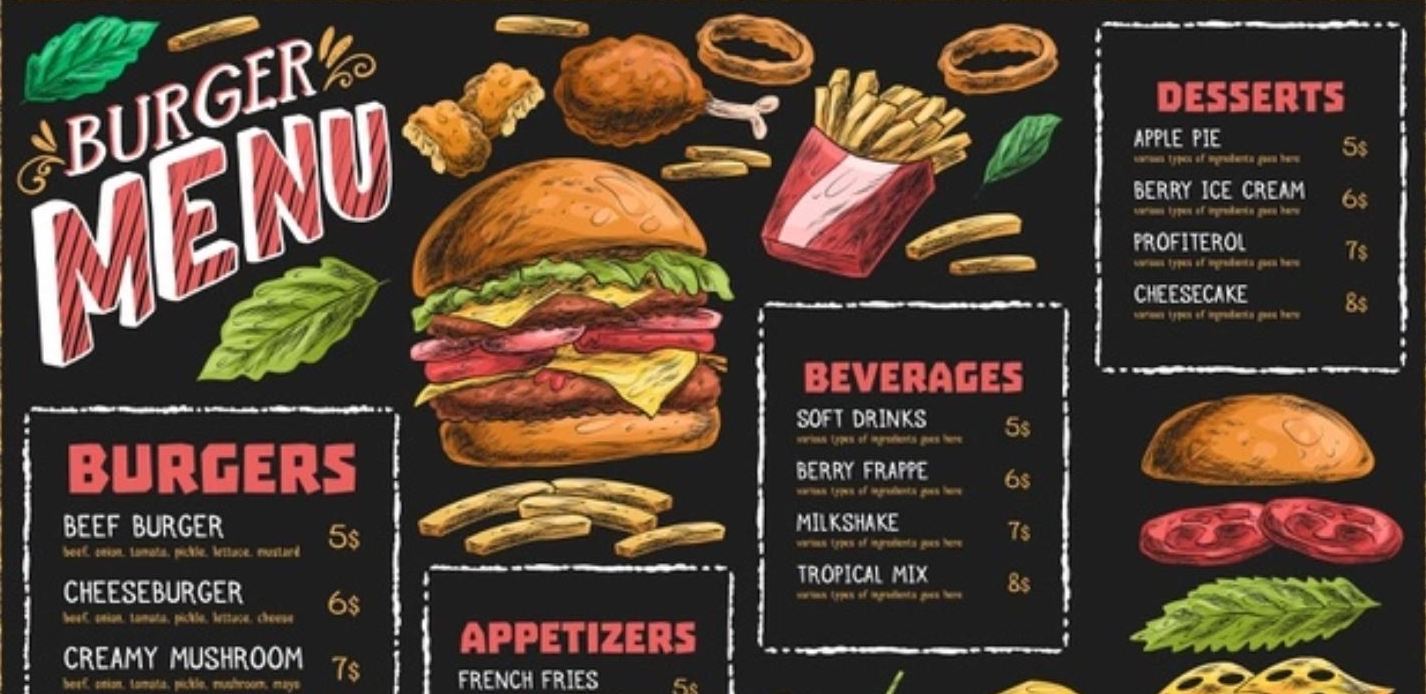 BURGER
MENU
BURGERS
BEEF BURGER 5$
beef, onion, tomato, pickle, lettuce, mustard
CHEESEBURGER 6$
beef, onion, tomato, pickle, lettuce, cheese
CREAMY MUSHROOM 7$
beef, onion, tomato, pickle, mushroom, mayo
APPETIZERS
FRENCH FRIES 5$
BEVERAGES
SOFT DRINKS 5$
various types of ingredients goes here
BERRY FRAPPE 6$
various types of ingredients goes here
MILKSHAKE 7$
various types of ingredients goes here
TROPICAL MIX 8$
various types of ingredients goes here
DESSERTS
APPLE PIE 5$
various types of ingredients goes here
BERRY ICE CREAM 6$
various types of ingredients goes here
PROFITEROL 7$
various types of ingredients goes here
CHEESECAKE 8$
various types of ingredients goes here